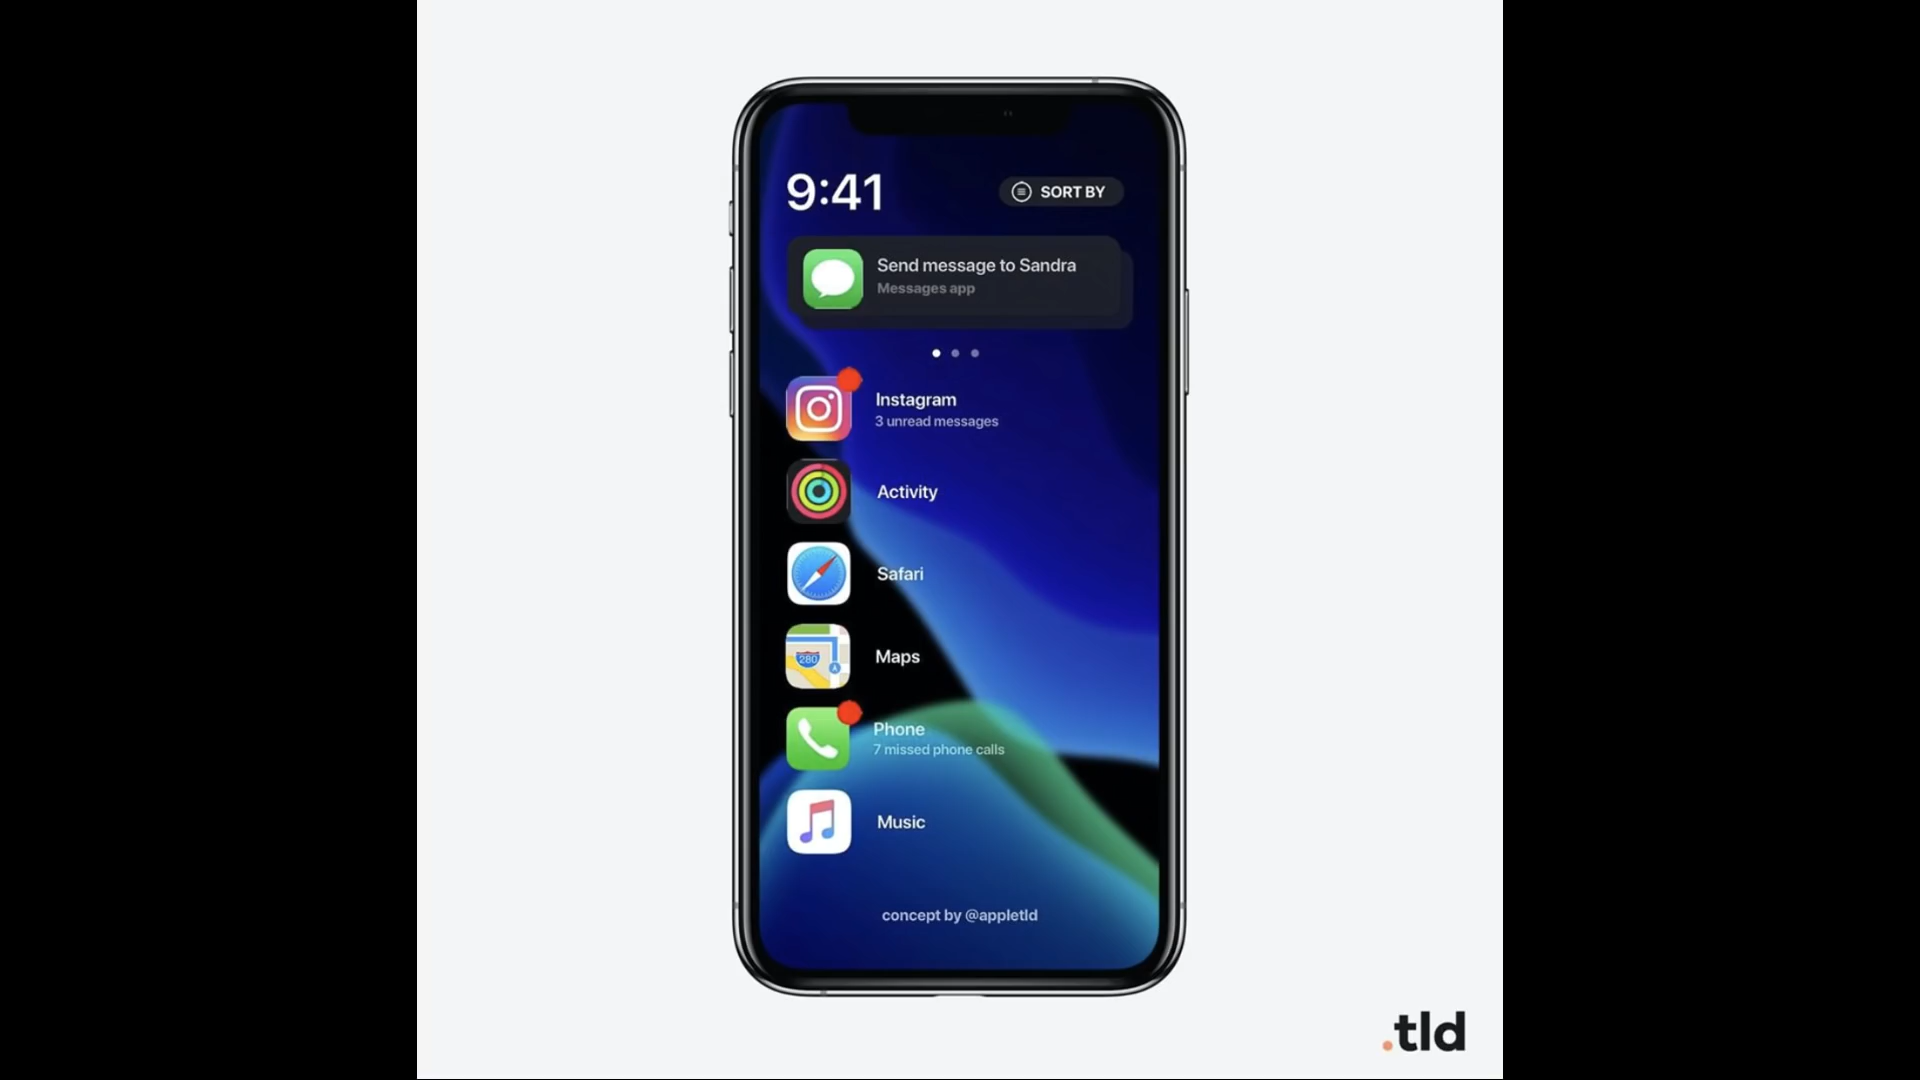 9:41
SORT BY
Send message to Sandra
Messages app
Instagram
3 unread messages
Activity
Safari
280
A
Maps
Phone
7 missed phone calls
Music
concept by @appletld
.tld